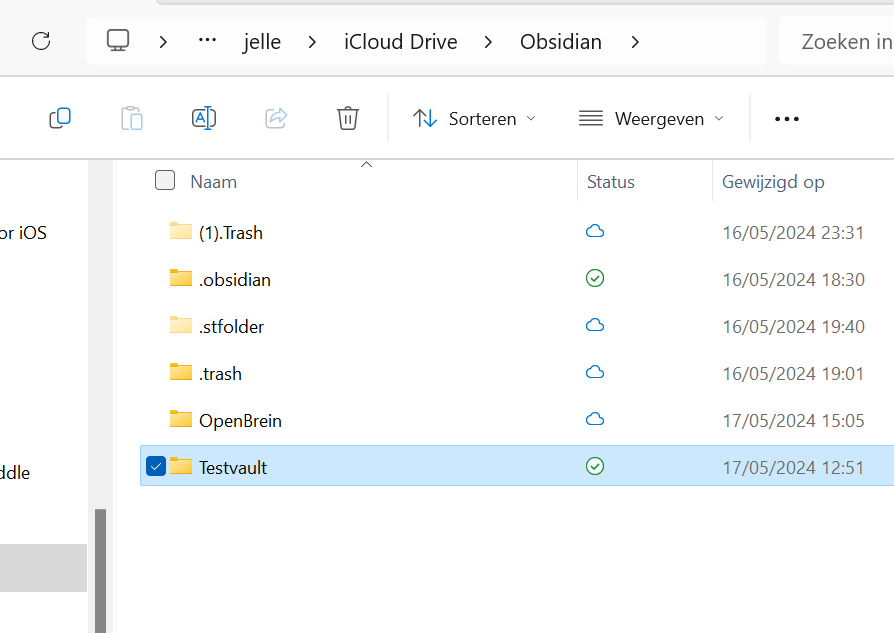 jelle
iCloud Drive
Obsidian
Zoeken in
Sorteren
Weergeven
Naam
Status
Gewijzigd op
or iOS
(1).Trash
16/05/2024 23:31
.obsidian
16/05/2024 18:30
.stfolder
16/05/2024 19:40
.trash
16/05/2024 19:01
OpenBrein
17/05/2024 15:05
ddle
Testvault
17/05/2024 12:51